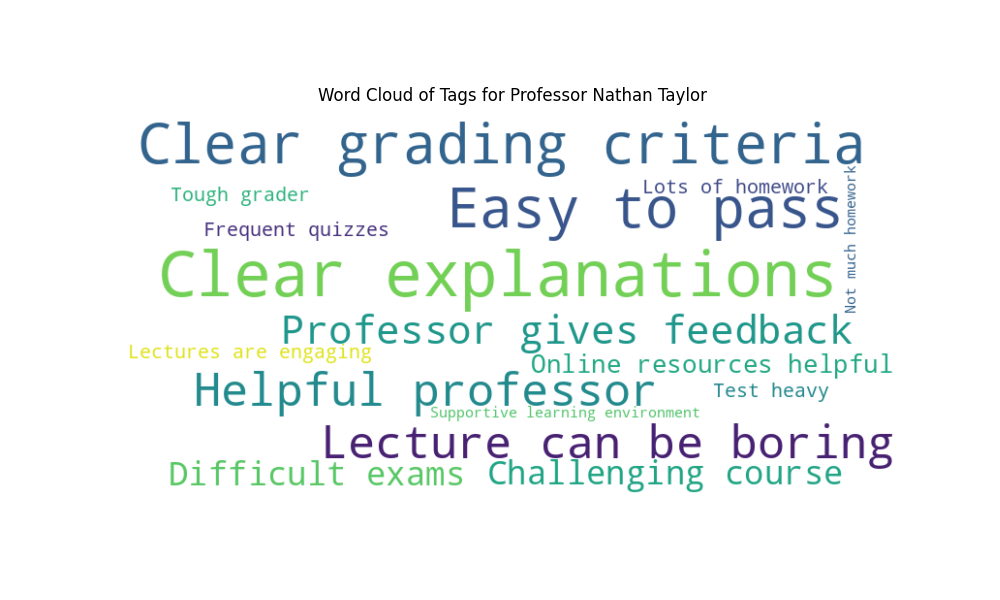 Word Cloud of Tags for Professor Nathan Taylor
Clear grading criteria
Tough grader
Lots of homework
Easy to pass
Not much homework
Frequent quizzes
Clear explanations
Professor gives feedback
Lectures are engaging
Online resources helpful
Helpful professor
Test heavy
Supportive learning environment
Lecture can be boring
Difficult exams
Challenging course